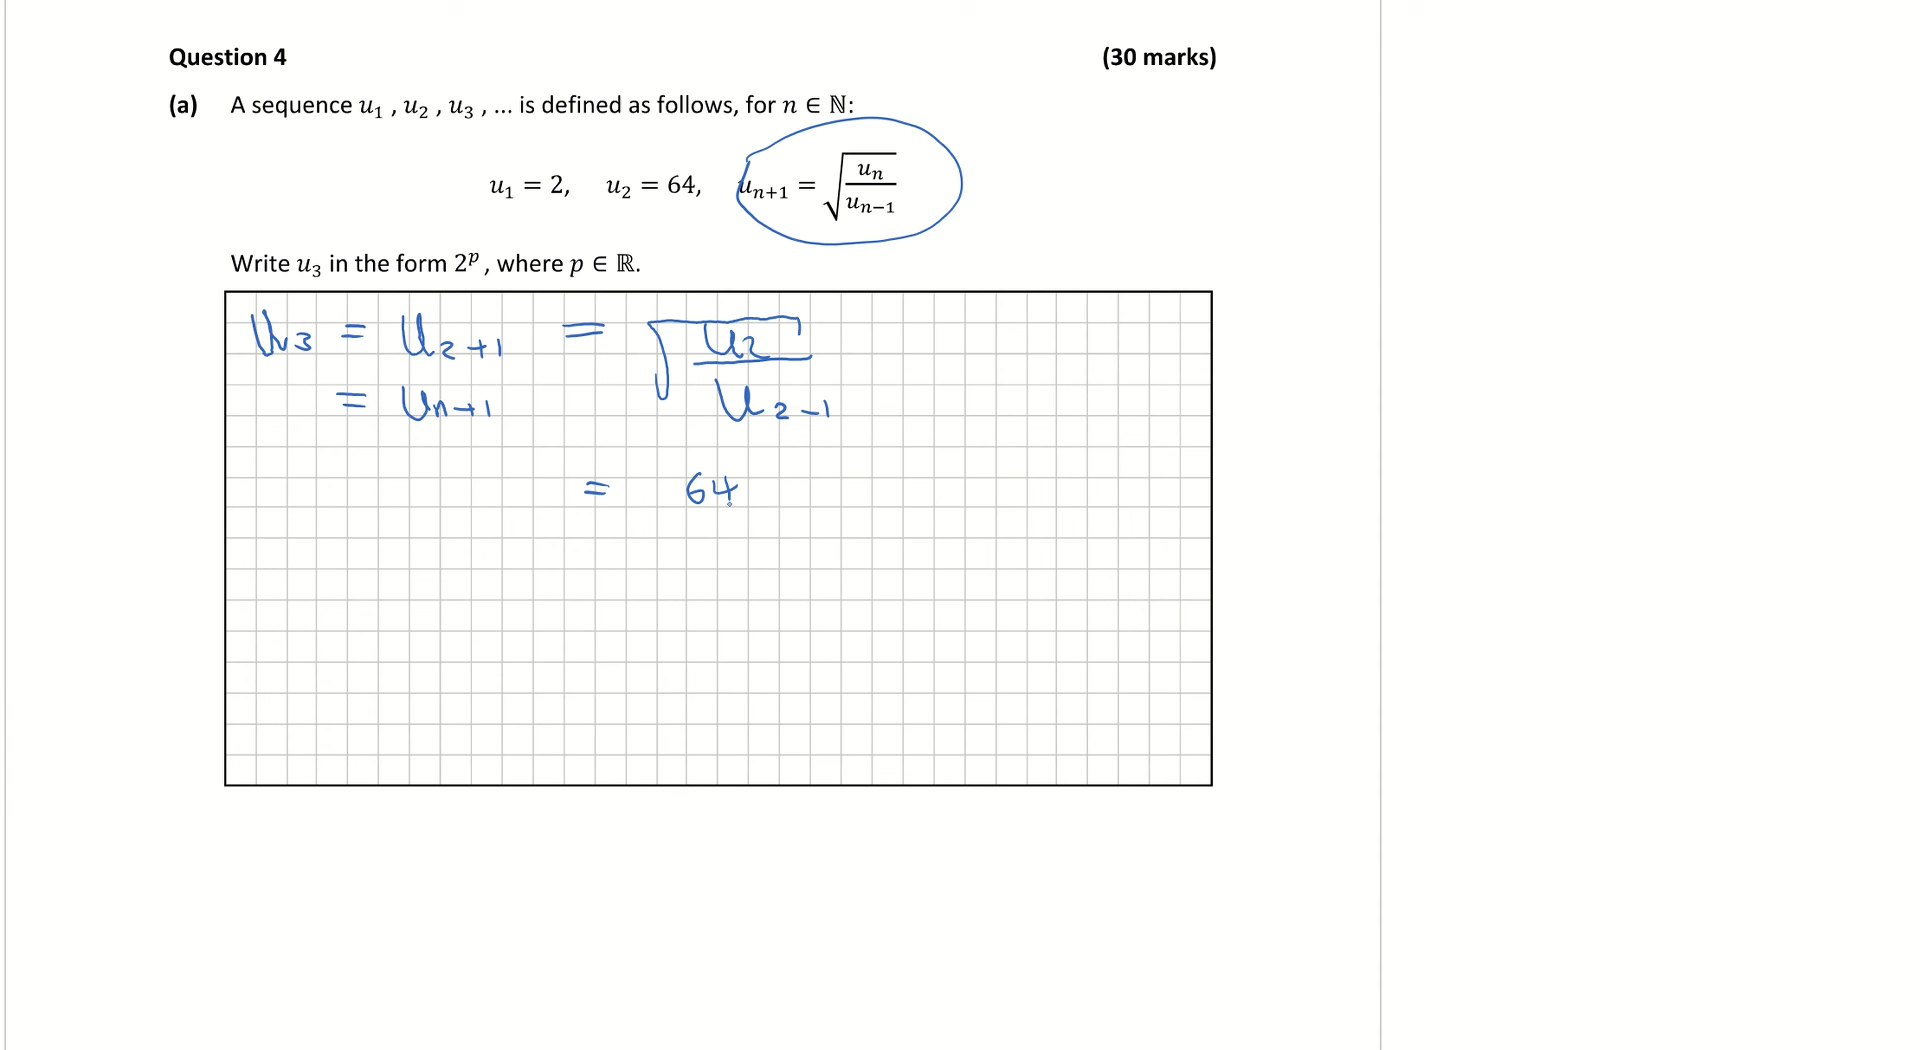 Question 4 (30 marks)
(a) A sequence u₁ , u₂ , u₃ , ... is defined as follows, for n ∈ ℕ:
u₁ = 2, u₂ = 64, uₙ₊₁ = √(uₙ / uₙ₋₁)
Write u₃ in the form 2ᵖ , where p ∈ ℝ.
u₃ = u₂₊₁ = √(u₂ / u₂₋₁)
= uₙ₊₁
= 64